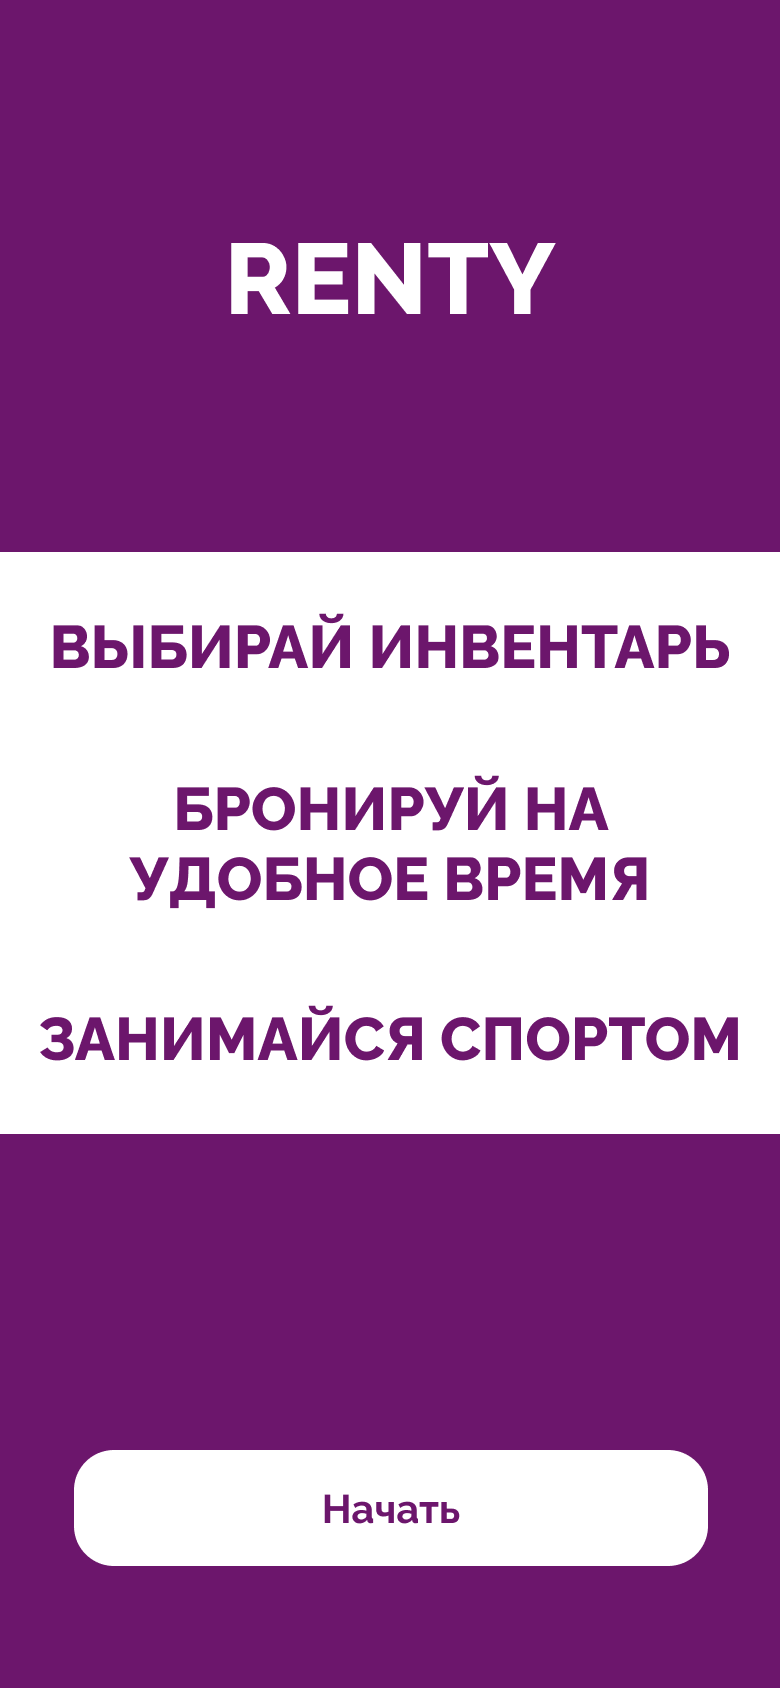 RENTY
ВЫБИРАЙ ИНВЕНТАРЬ
БРОНИРУЙ НА
УДОБНОЕ ВРЕМЯ
ЗАНИМАЙСЯ СПОРТОМ
Начать